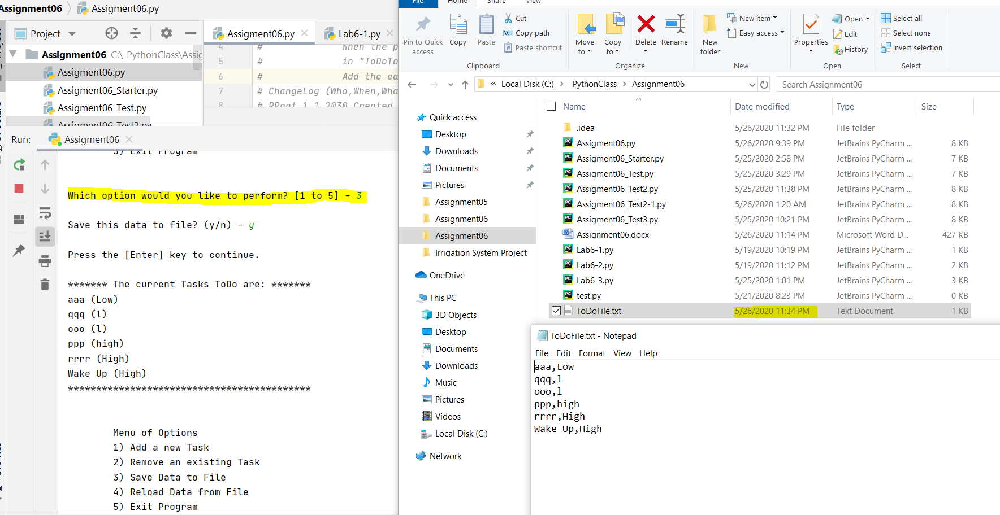 Assignment06 > Assigment06.py
Project
Assignment06 C:\_PythonClass\Assig
Assigment06.py
Assigment06_Starter.py
Assigment06_Test.py
Assigment06_Test2.py
Assigment06.py
Lab6-1.py
4 # When the p
5 # in "ToDoTo
6 # Add the ea
7 # ChangeLog (Who,When,Wha
8 # RRoot,1.1.2030,Created
Run: Assigment06
5) Exit Program
Which option would you like to perform? [1 to 5] - 3
Save this data to file? (y/n) - y
Press the [Enter] key to continue.
******* The current Tasks ToDo are: *******
aaa (Low)
qqq (l)
ooo (l)
ppp (high)
rrrr (High)
Wake Up (High)
*******************************************
Menu of Options
1) Add a new Task
2) Remove an existing Task
3) Save Data to File
4) Reload Data from File
5) Exit Program
File Home Share View
Pin to Quick access
Copy
Paste
Cut
Copy path
Paste shortcut
Clipboard
Move to
Copy to
Delete
Rename
Organize
New folder
New item
Easy access
New
Properties
Open
Edit
History
Open
Select all
Select none
Invert selection
Select
« Local Disk (C:) > _PythonClass > Assignment06
Search Assignment06
Quick access
Desktop
Downloads
Documents
Pictures
Assignment05
Assignment06
Assignment06
Irrigation System Project
OneDrive
This PC
3D Objects
Desktop
Documents
Downloads
Music
Pictures
Videos
Local Disk (C:)
Network
Name Date modified Type Size
.idea 5/26/2020 11:32 PM File folder
Assigment06.py 5/26/2020 9:39 PM JetBrains PyCharm ... 8 KB
Assigment06_Starter.py 5/25/2020 2:58 PM JetBrains PyCharm ... 7 KB
Assigment06_Test.py 5/25/2020 3:29 PM JetBrains PyCharm ... 7 KB
Assigment06_Test2.py 5/25/2020 11:38 PM JetBrains PyCharm ... 8 KB
Assigment06_Test2-1.py 5/26/2020 1:20 AM JetBrains PyCharm ... 8 KB
Assigment06_Test3.py 5/25/2020 10:21 PM JetBrains PyCharm ... 8 KB
Assignment06.docx 5/26/2020 11:14 PM Microsoft Word D... 427 KB
Lab6-1.py 5/19/2020 10:19 PM JetBrains PyCharm ... 1 KB
Lab6-2.py 5/19/2020 11:12 PM JetBrains PyCharm ... 2 KB
Lab6-3.py 5/25/2020 1:01 PM JetBrains PyCharm ... 3 KB
test.py 5/21/2020 8:23 PM JetBrains PyCharm ... 0 KB
ToDoFile.txt 5/26/2020 11:34 PM Text Document 1 KB
ToDoFile.txt - Notepad
File Edit Format View Help
aaa,Low
qqq,l
ooo,l
ppp,high
rrrr,High
Wake Up,High